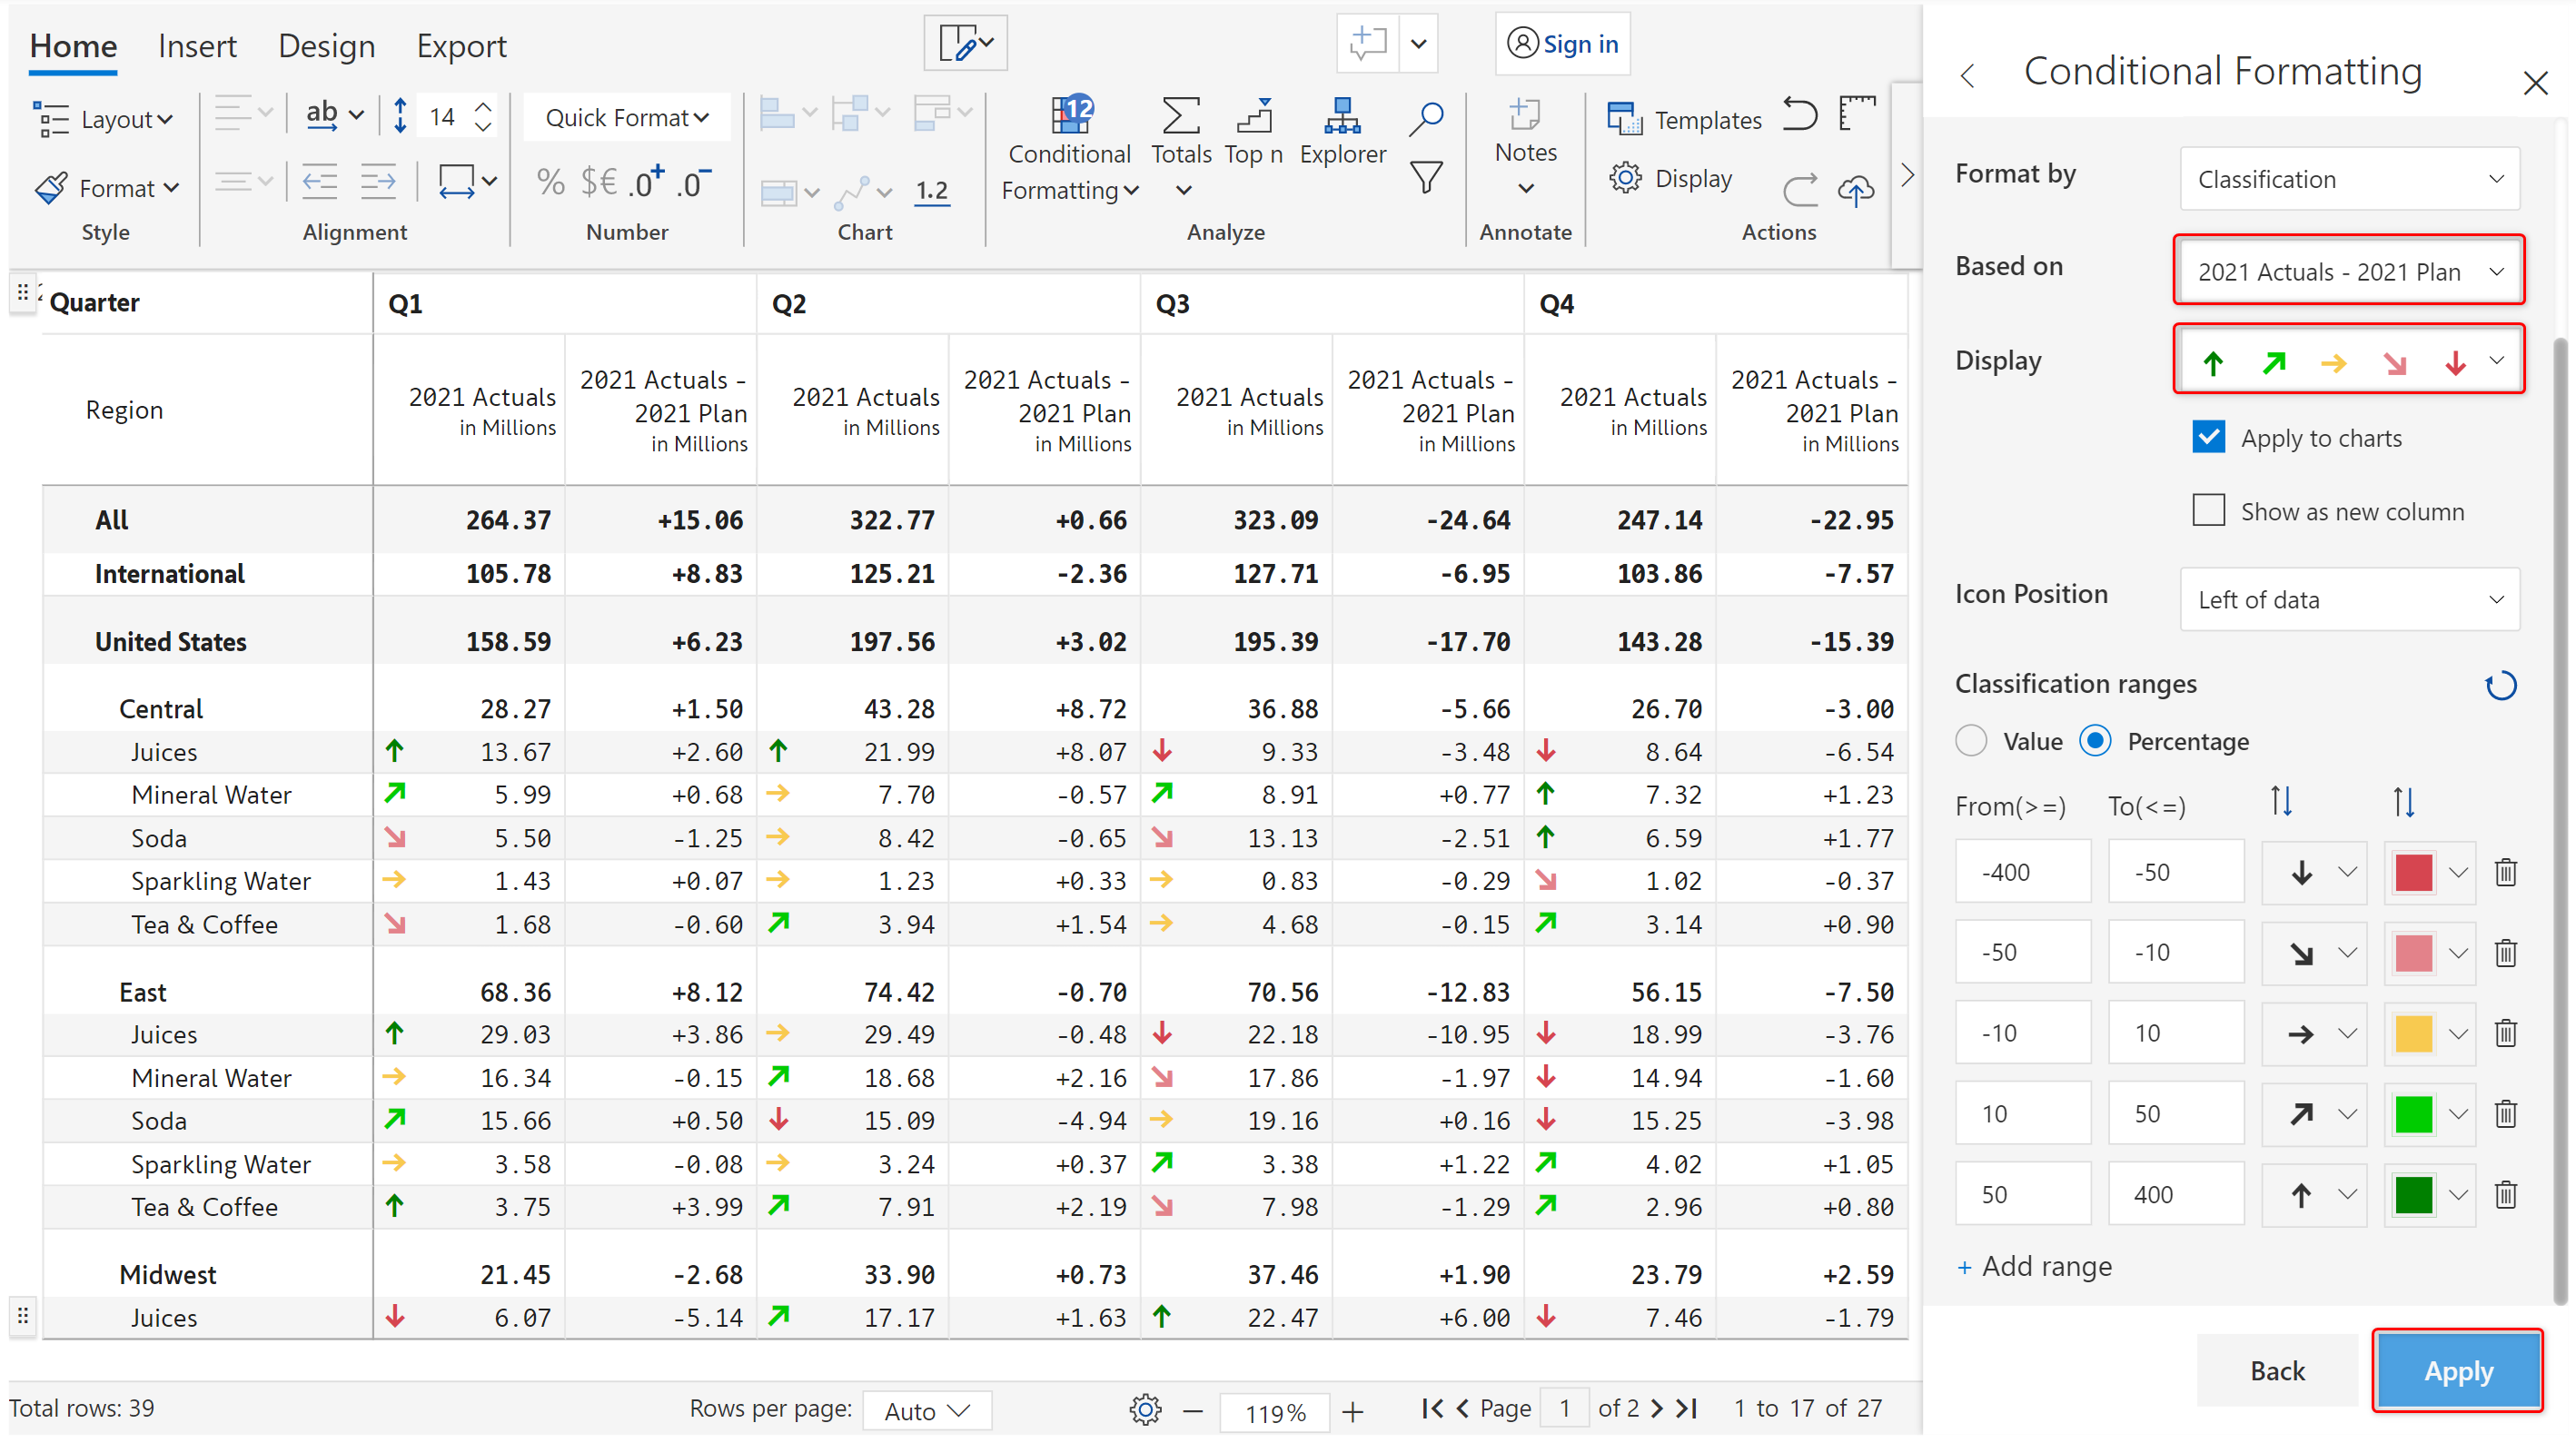 Home Insert Design Export Sign in
Layout ab 14 Quick Format 12 Conditional Formatting Totals Top n Explorer Notes Templates
Format % $€ .0+ .0- 1.2 Display
Style Alignment Number Chart Analyze Annotate Actions
Quarter Q1 Q2 Q3 Q4
Region 2021 Actuals in Millions 2021 Actuals - 2021 Plan in Millions 2021 Actuals in Millions 2021 Actuals - 2021 Plan in Millions 2021 Actuals in Millions 2021 Actuals - 2021 Plan in Millions 2021 Actuals in Millions 2021 Actuals - 2021 Plan in Millions
All 264.37 +15.06 322.77 +0.66 323.09 -24.64 247.14 -22.95
International 105.78 +8.83 125.21 -2.36 127.71 -6.95 103.86 -7.57
United States 158.59 +6.23 197.56 +3.02 195.39 -17.70 143.28 -15.39
Central 28.27 +1.50 43.28 +8.72 36.88 -5.66 26.70 -3.00
Juices 13.67 +2.60 21.99 +8.07 9.33 -3.48 8.64 -6.54
Mineral Water 5.99 +0.68 7.70 -0.57 8.91 +0.77 7.32 +1.23
Soda 5.50 -1.25 8.42 -0.65 13.13 -2.51 6.59 +1.77
Sparkling Water 1.43 +0.07 1.23 +0.33 0.83 -0.29 1.02 -0.37
Tea & Coffee 1.68 -0.60 3.94 +1.54 4.68 -0.15 3.14 +0.90
East 68.36 +8.12 74.42 -0.70 70.56 -12.83 56.15 -7.50
Juices 29.03 +3.86 29.49 -0.48 22.18 -10.95 18.99 -3.76
Mineral Water 16.34 -0.15 18.68 +2.16 17.86 -1.97 14.94 -1.60
Soda 15.66 +0.50 15.09 -4.94 19.16 +0.16 15.25 -3.98
Sparkling Water 3.58 -0.08 3.24 +0.37 3.38 +1.22 4.02 +1.05
Tea & Coffee 3.75 +3.99 7.91 +2.19 7.98 -1.29 2.96 +0.80
Midwest 21.45 -2.68 33.90 +0.73 37.46 +1.90 23.79 +2.59
Juices 6.07 -5.14 17.17 +1.63 22.47 +6.00 7.46 -1.79
Total rows: 39 Rows per page: Auto 119% Page 1 of 2 1 to 17 of 27
Conditional Formatting
Format by Classification
Based on 2021 Actuals - 2021 Plan
Display
Apply to charts
Show as new column
Icon Position Left of data
Classification ranges
Value Percentage
From(>=) To(<=)
-400 -50
-50 -10
-10 10
10 50
50 400
+ Add range
Back Apply